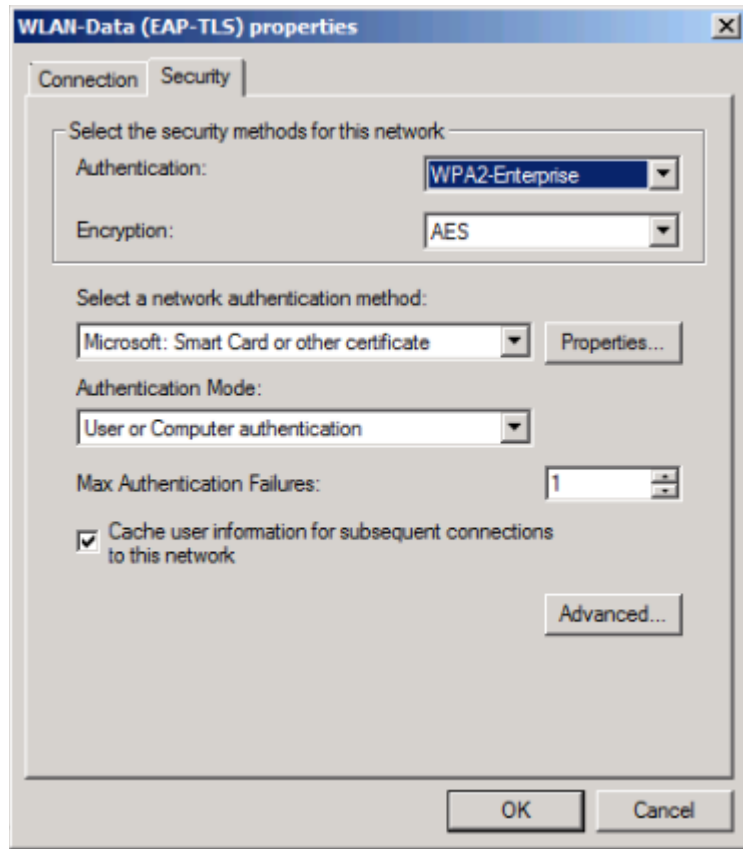 WLAN-Data (EAP-TLS) properties
Connection
Security
Select the security methods for this network
Authentication:
WPA2-Enterprise
Encryption:
AES
Select a network authentication method:
Microsoft: Smart Card or other certificate
Properties...
Authentication Mode:
User or Computer authentication
Max Authentication Failures:
1
Cache user information for subsequent connections
to this network
Advanced...
OK
Cancel